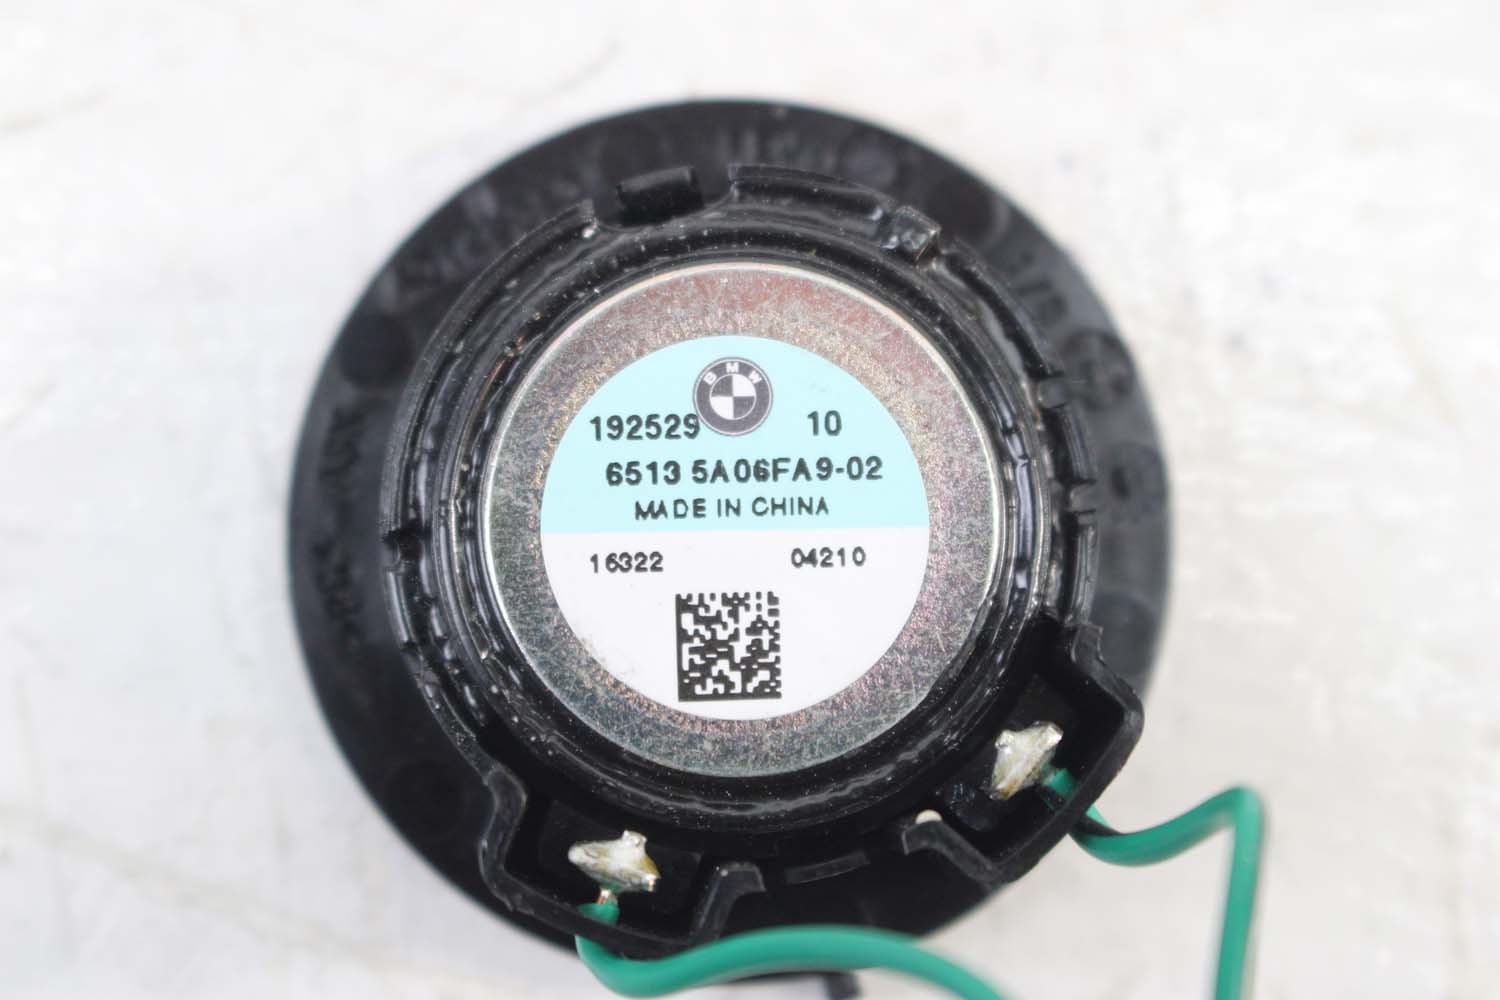 BMW
192529 10
6513 5A06FA9-02
MADE IN CHINA
16322 04210